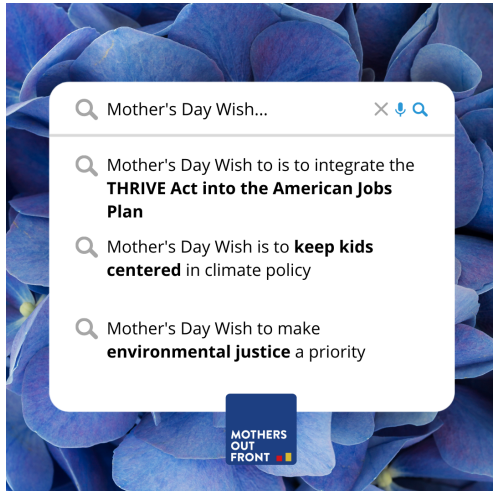 Mother's Day Wish...
Mother's Day Wish to is to integrate the
THRIVE Act into the American Jobs
Plan
Mother's Day Wish is to keep kids
centered in climate policy
Mother's Day Wish to make
environmental justice a priority
MOTHERS
OUT
FRONT